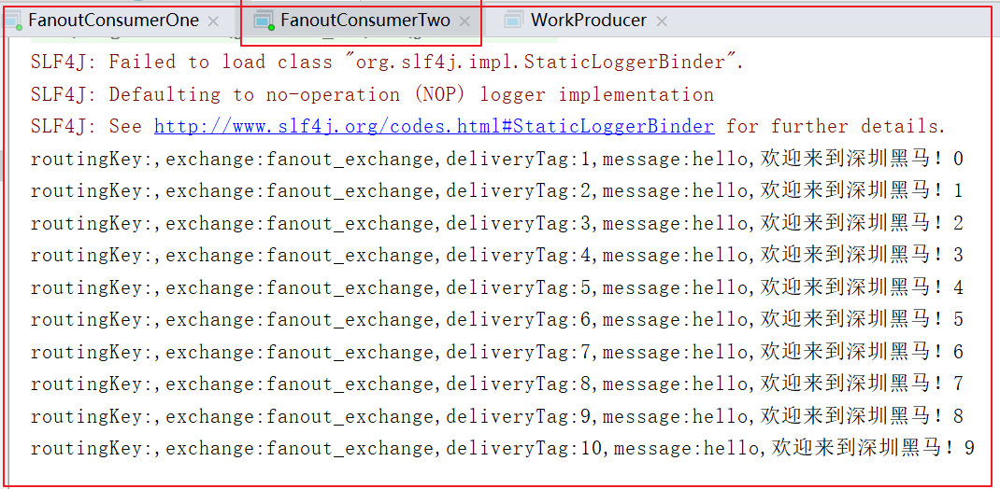 FanoutConsumerOne × FanoutConsumerTwo × WorkProducer ×
SLF4J: Failed to load class "org.slf4j.impl.StaticLoggerBinder".
SLF4J: Defaulting to no-operation (NOP) logger implementation
SLF4J: See http://www.slf4j.org/codes.html#StaticLoggerBinder for further details.
routingKey:,exchange:fanout_exchange,deliveryTag:1,message:hello,欢迎来到深圳黑马！0
routingKey:,exchange:fanout_exchange,deliveryTag:2,message:hello,欢迎来到深圳黑马！1
routingKey:,exchange:fanout_exchange,deliveryTag:3,message:hello,欢迎来到深圳黑马！2
routingKey:,exchange:fanout_exchange,deliveryTag:4,message:hello,欢迎来到深圳黑马！3
routingKey:,exchange:fanout_exchange,deliveryTag:5,message:hello,欢迎来到深圳黑马！4
routingKey:,exchange:fanout_exchange,deliveryTag:6,message:hello,欢迎来到深圳黑马！5
routingKey:,exchange:fanout_exchange,deliveryTag:7,message:hello,欢迎来到深圳黑马！6
routingKey:,exchange:fanout_exchange,deliveryTag:8,message:hello,欢迎来到深圳黑马！7
routingKey:,exchange:fanout_exchange,deliveryTag:9,message:hello,欢迎来到深圳黑马！8
routingKey:,exchange:fanout_exchange,deliveryTag:10,message:hello,欢迎来到深圳黑马！9